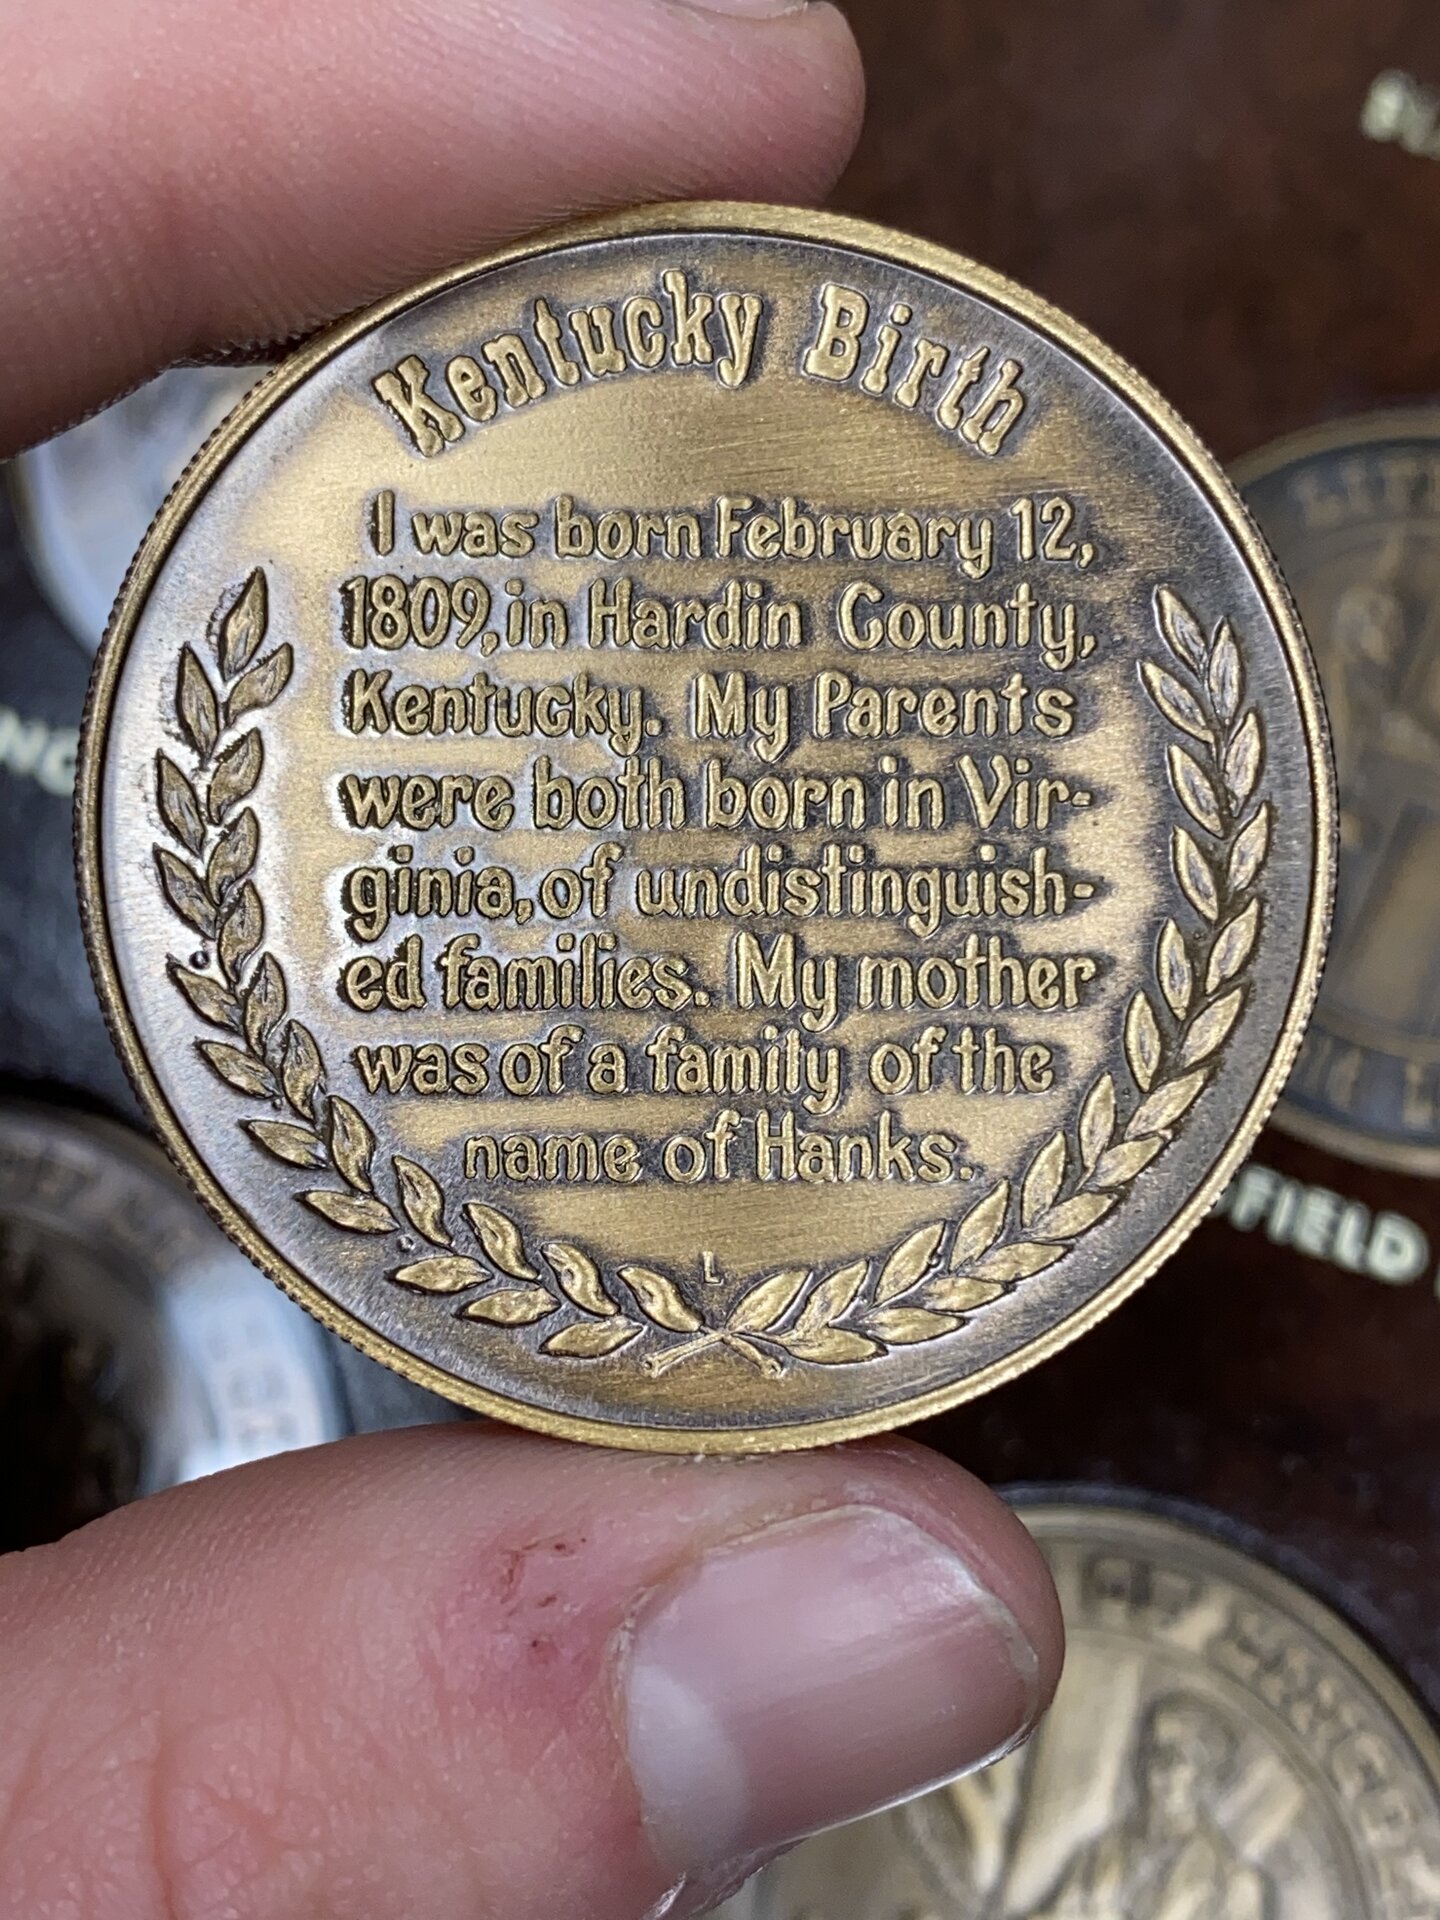 Kentucky Birth
I was born February 12,
1809, in Hardin County,
Kentucky. My Parents
were both born in Vir-
ginia, of undistinguish-
ed families. My mother
was of a family of the
name of Hanks.
L